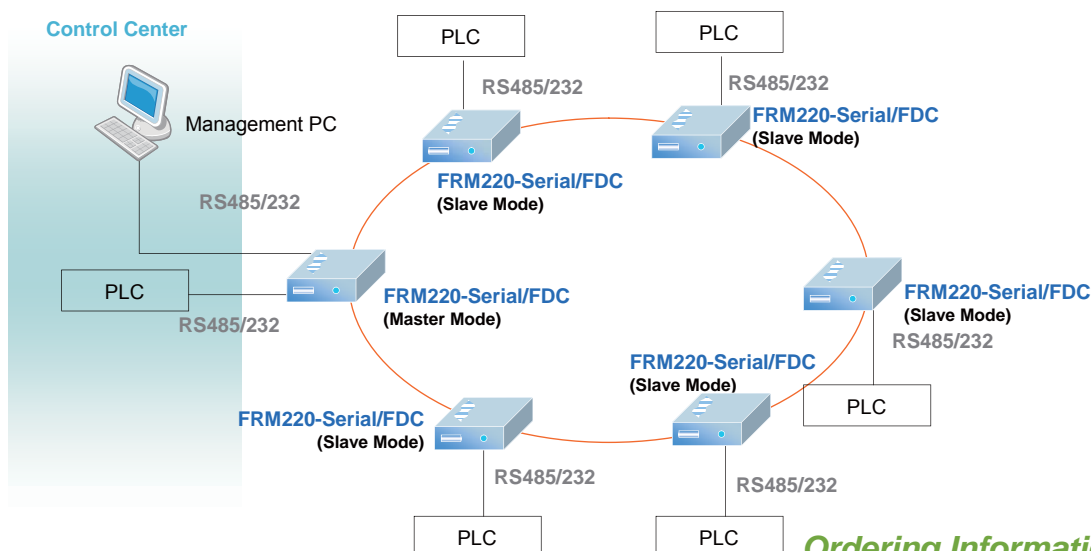 Control Center
PLC
PLC
RS485/232
RS485/232
Management PC
FRM220-Serial/FDC
(Slave Mode)
FRM220-Serial/FDC
(Slave Mode)
RS485/232
PLC
FRM220-Serial/FDC
(Master Mode)
FRM220-Serial/FDC
(Slave Mode)
RS485/232
RS485/232
FRM220-Serial/FDC
(Slave Mode)
PLC
FRM220-Serial/FDC
(Slave Mode)
RS485/232
RS485/232
PLC
PLC
Ordering